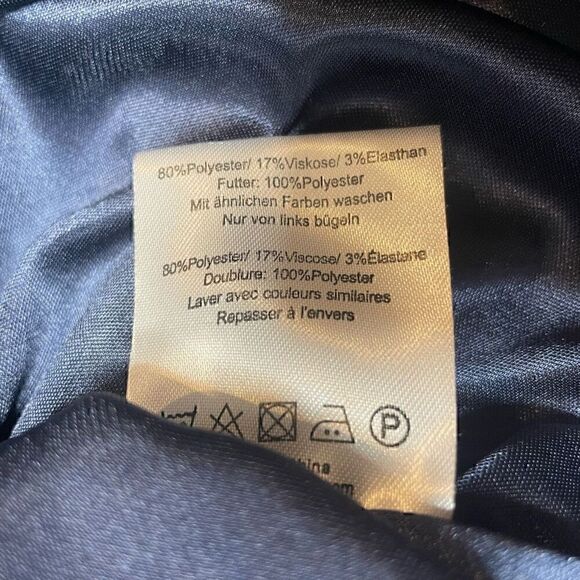 80%Polyester/ 17%Viskose/ 3%Elasthan
Futter: 100%Polyester
Mit ähnlichen Farben waschen
Nur von links bügeln
80%Polyester/ 17%Viscose/ 3%Élastane
Doublure: 100%Polyester
Laver avec couleurs similaires
Repasser à l'envers
P